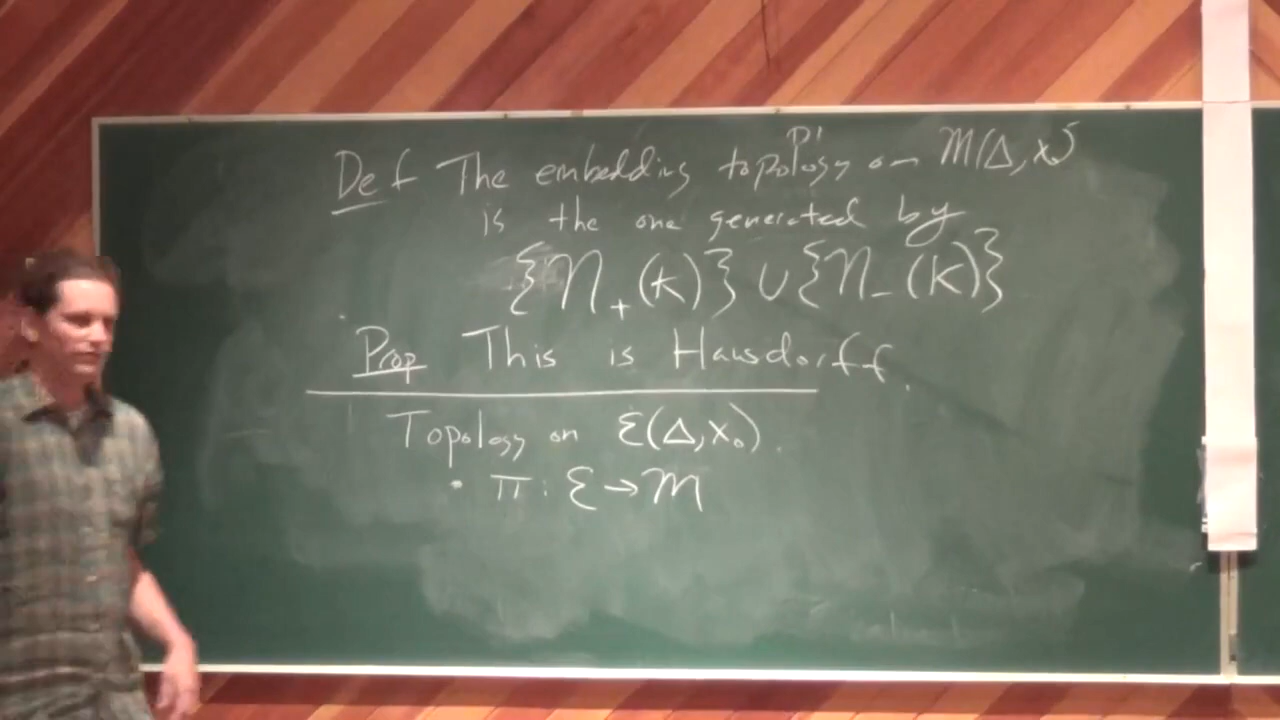 Def The embedding topology on M(Δ, x₀)
is the one generated by
{N₊(K)} ∪ {N₋(K)}
Prop This is Hausdorff.
Topology on Ɛ(Δ, x₀).
• π: Ɛ → M